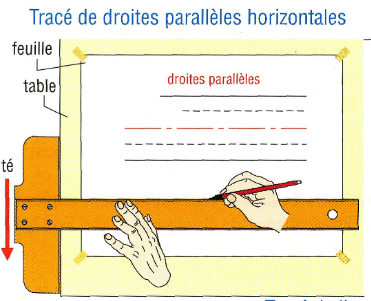 Tracé de droites parallèles horizontales
feuille
table
droites parallèles
té